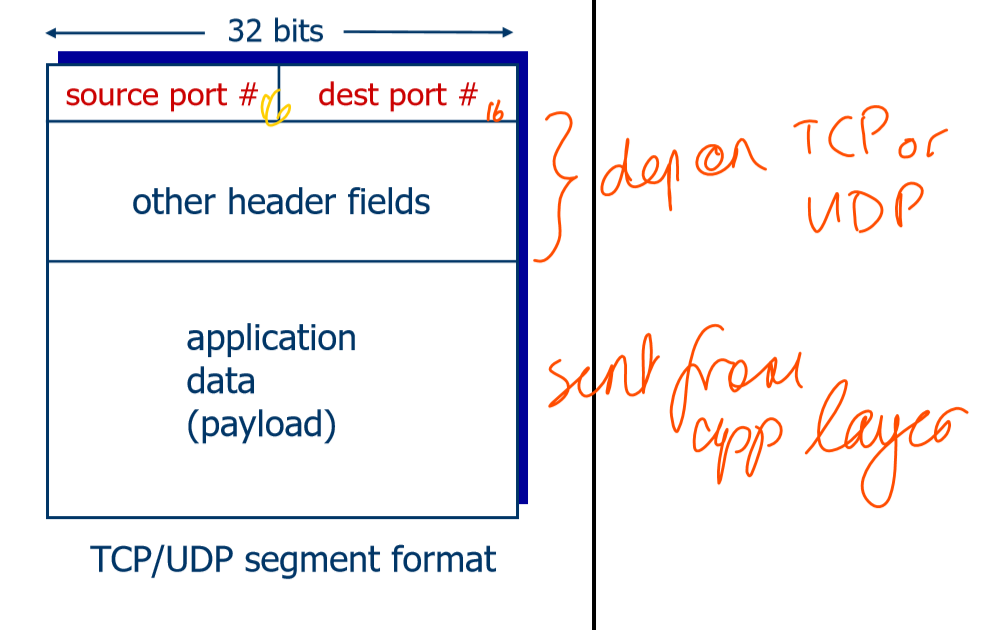 32 bits
source port #
dest port # 16
dep on TCP or
UDP
other header fields
application
data
(payload)
sent from
app layer
TCP/UDP segment format